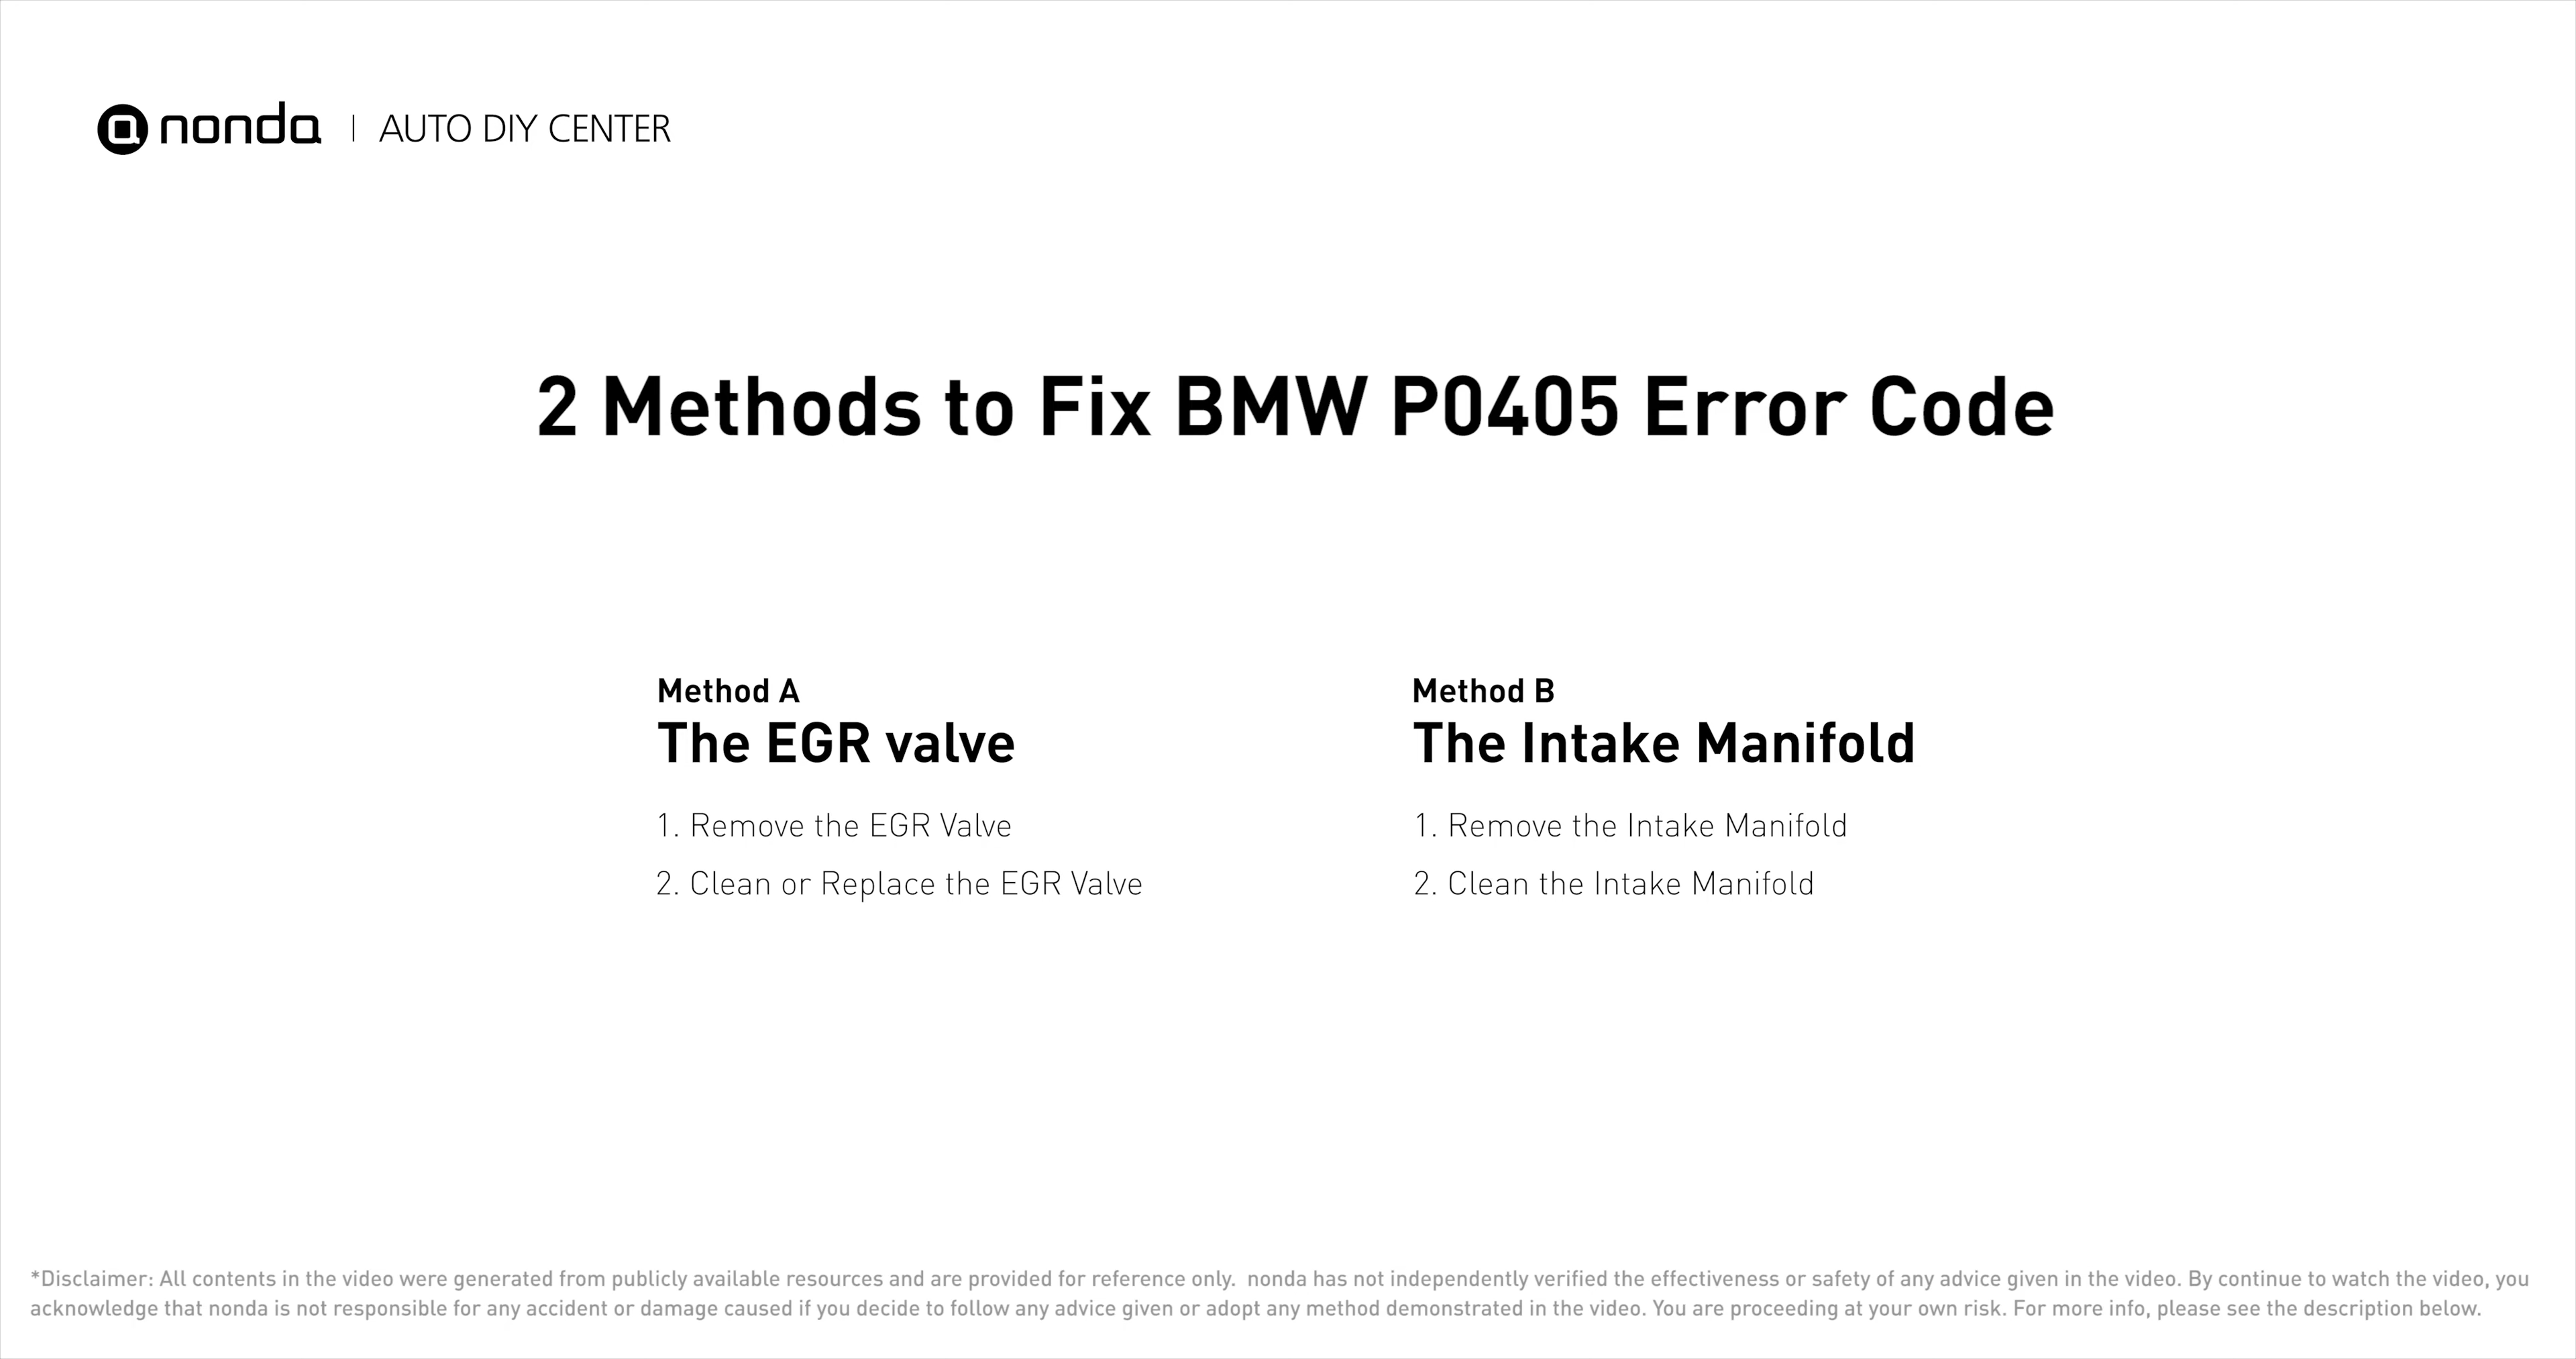 nonda | AUTO DIY CENTER
2 Methods to Fix BMW P0405 Error Code
Method A
The EGR valve
1. Remove the EGR Valve
2. Clean or Replace the EGR Valve
Method B
The Intake Manifold
1. Remove the Intake Manifold
2. Clean the Intake Manifold
*Disclaimer: All contents in the video were generated from publicly available resources and are provided for reference only.  nonda has not independently verified the effectiveness or safety of any advice given in the video. By continue to watch the video, you
acknowledge that nonda is not responsible for any accident or damage caused if you decide to follow any advice given or adopt any method demonstrated in the video. You are proceeding at your own risk. For more info, please see the description below.